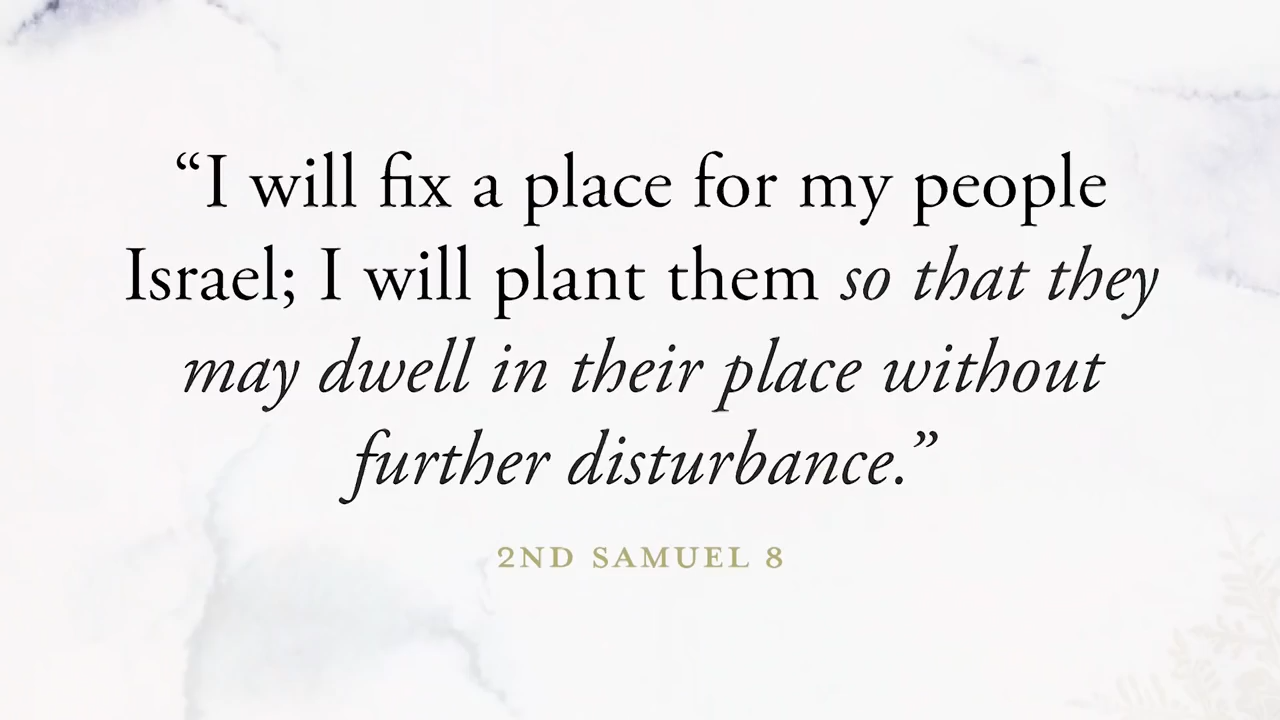 “I will fix a place for my people
Israel; I will plant them so that they
may dwell in their place without
further disturbance.”
2ND SAMUEL 8